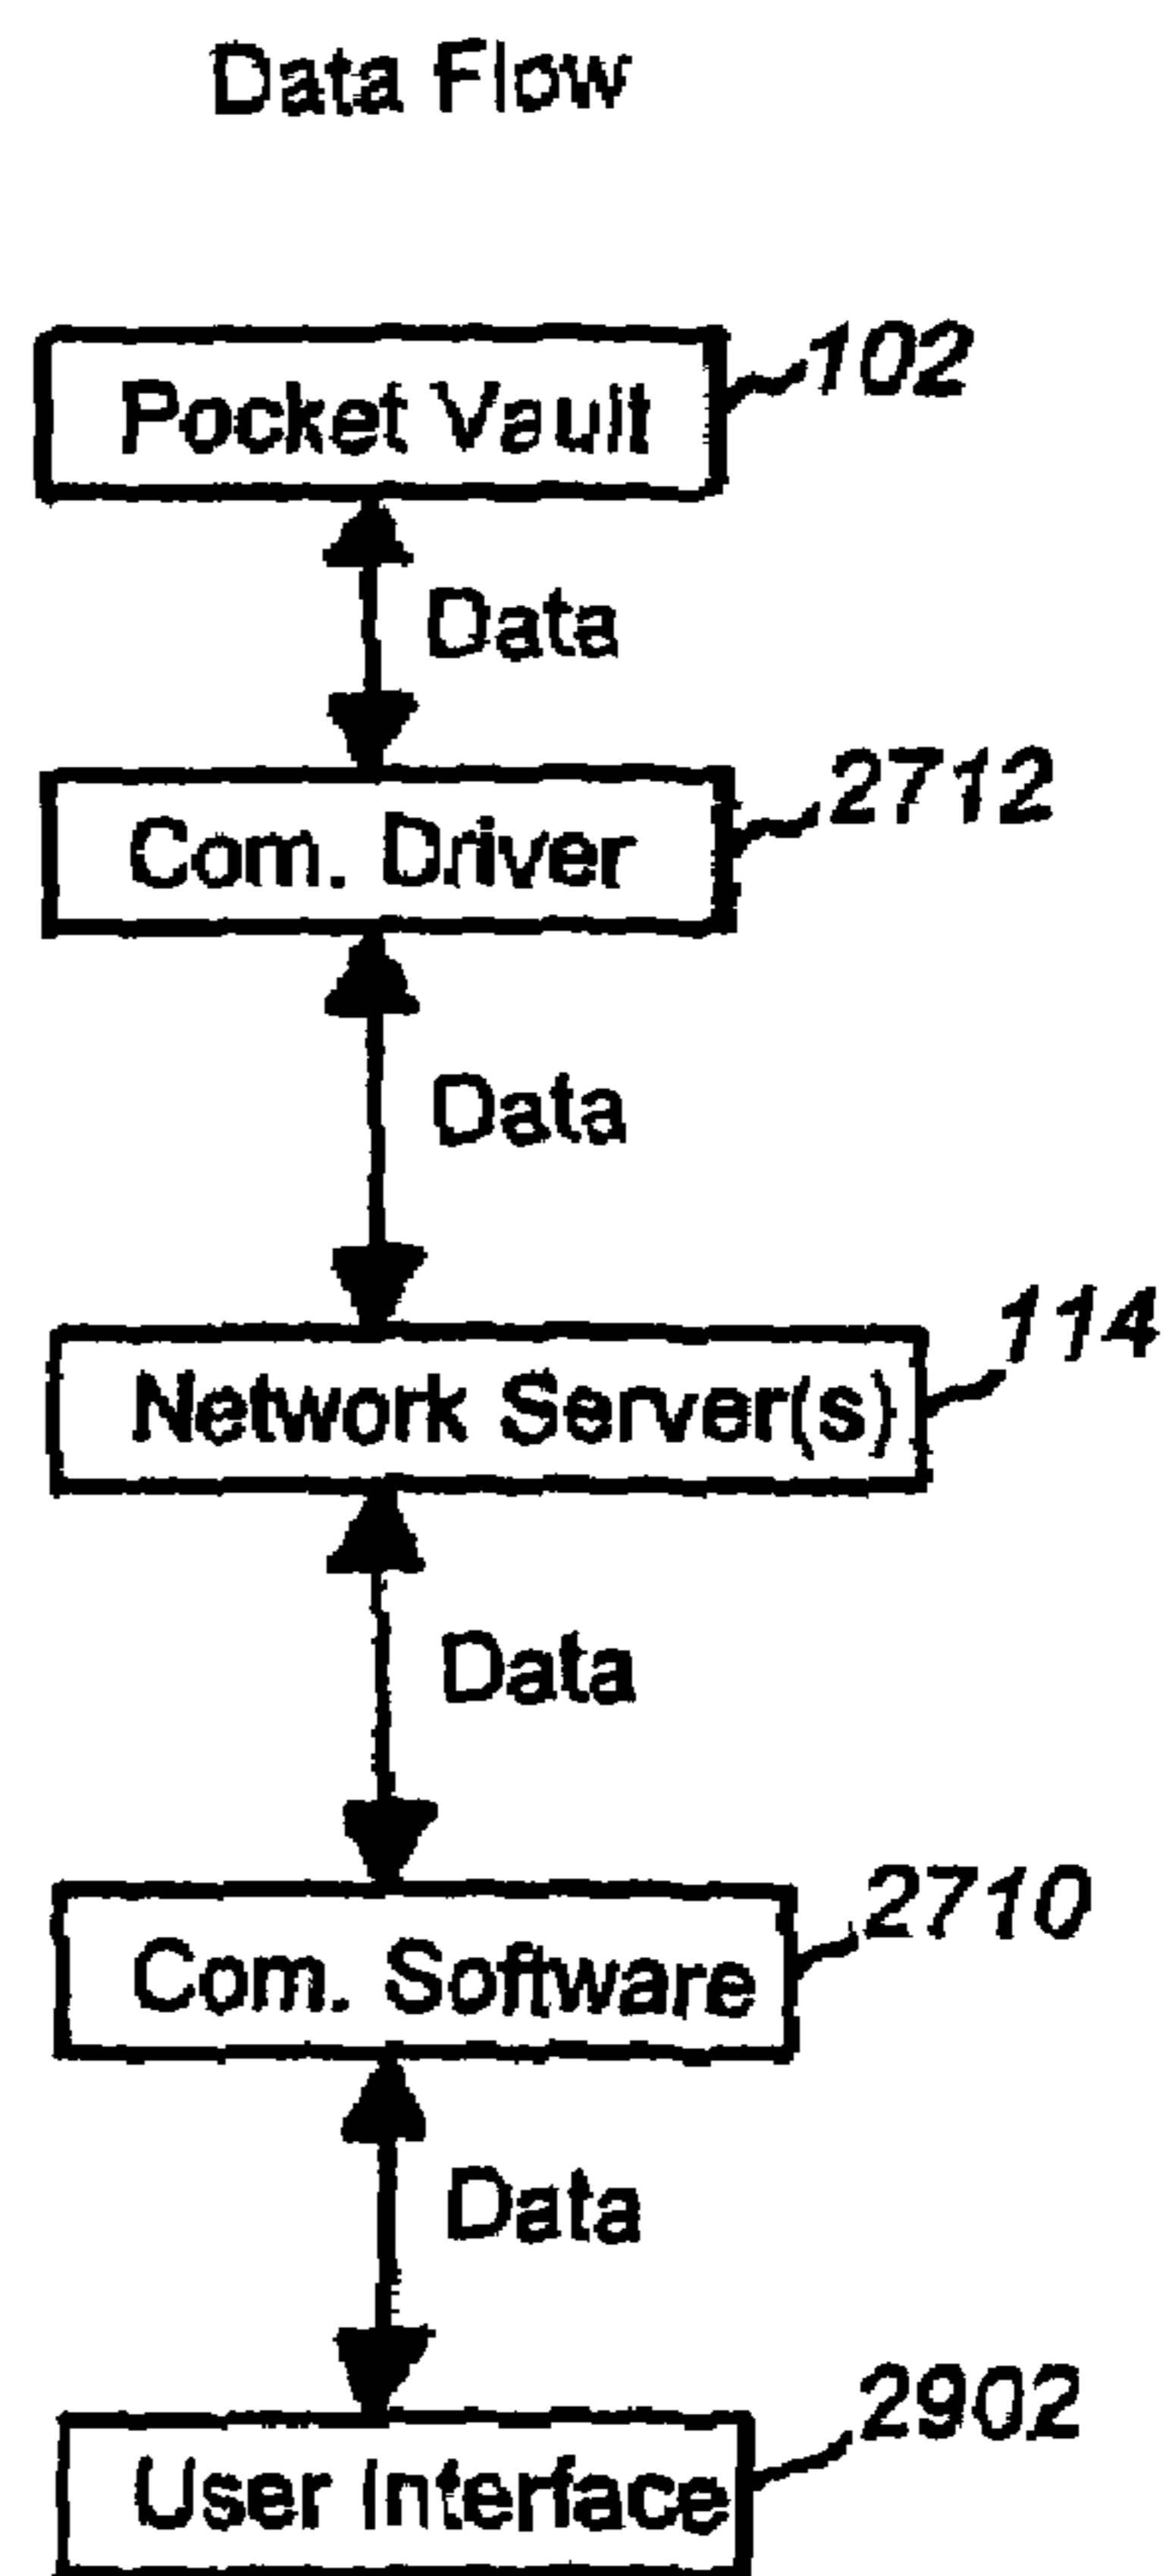 Data Flow
Pocket Vault
102
Data
Com. Driver
2712
Data
Network Server(s)
114
Data
Com. Software
2710
Data
User Interface
2902